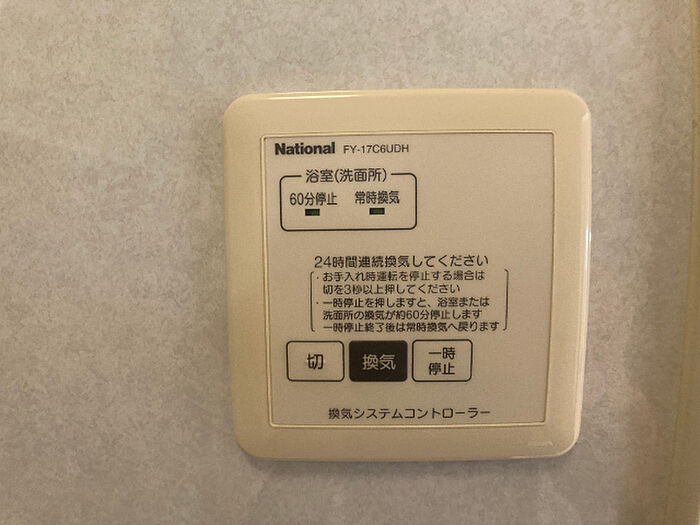 National FY-17C6UDH
浴室(洗面所)
60分停止 常時換気
24時間連続換気してください
・お手入れ時運転を停止する場合は
切を3秒以上押してください
・一時停止を押しますと、浴室または
洗面所の換気が約60分停止します
一時停止終了後は常時換気へ戻ります
切 換気 一時
停止
換気システムコントローラー